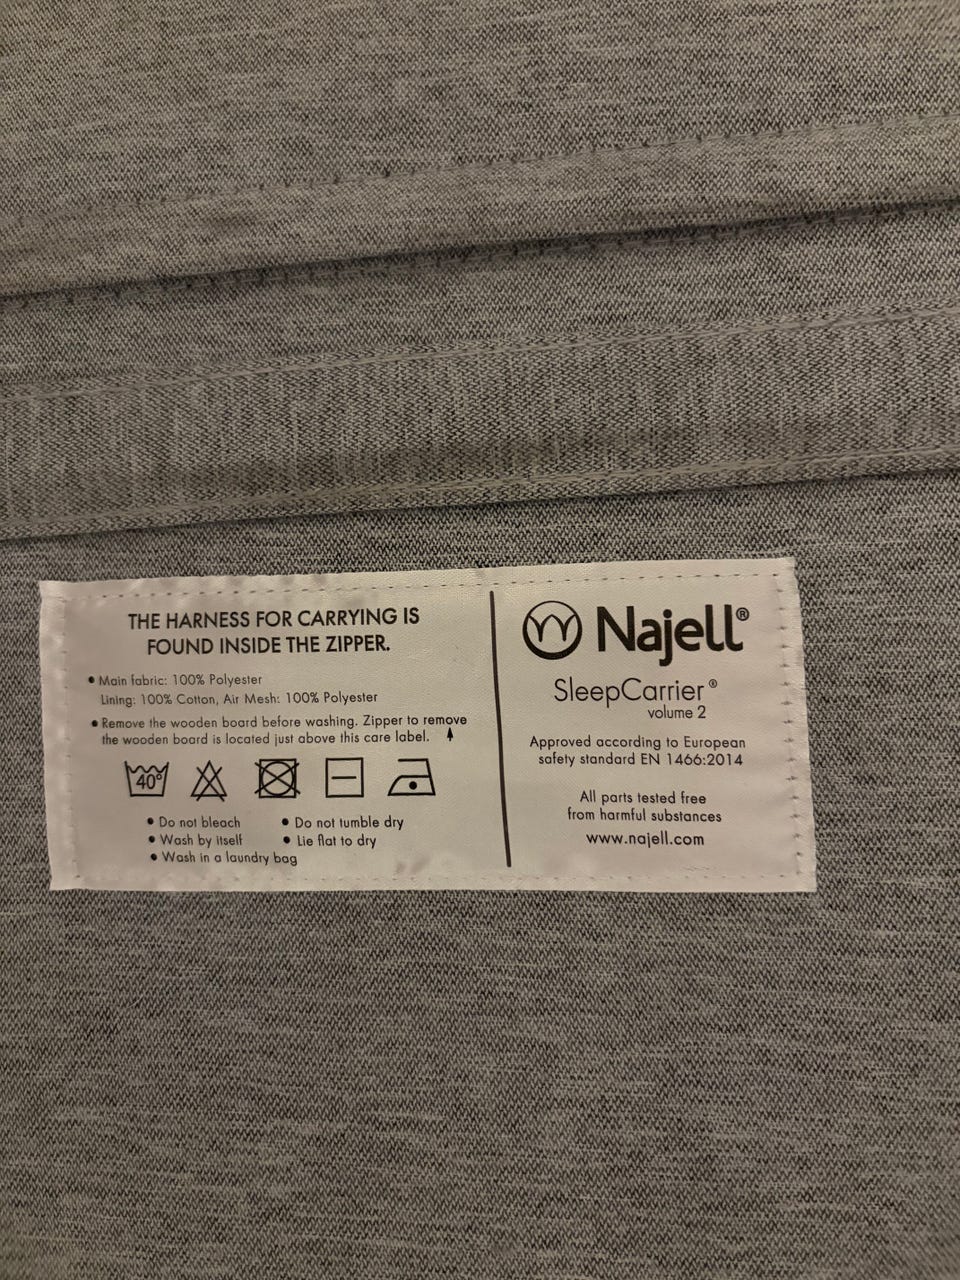 THE HARNESS FOR CARRYING IS
FOUND INSIDE THE ZIPPER.
• Main fabric: 100% Polyester
Lining: 100% Cotton, Air Mesh: 100% Polyester
• Remove the wooden board before washing. Zipper to remove
the wooden board is located just above this care label.
40°
• Do not bleach
• Do not tumble dry
• Wash by itself
• Lie flat to dry
• Wash in a laundry bag
Najell®
SleepCarrier®
volume 2
Approved according to European
safety standard EN 1466:2014
All parts tested free
from harmful substances
www.najell.com